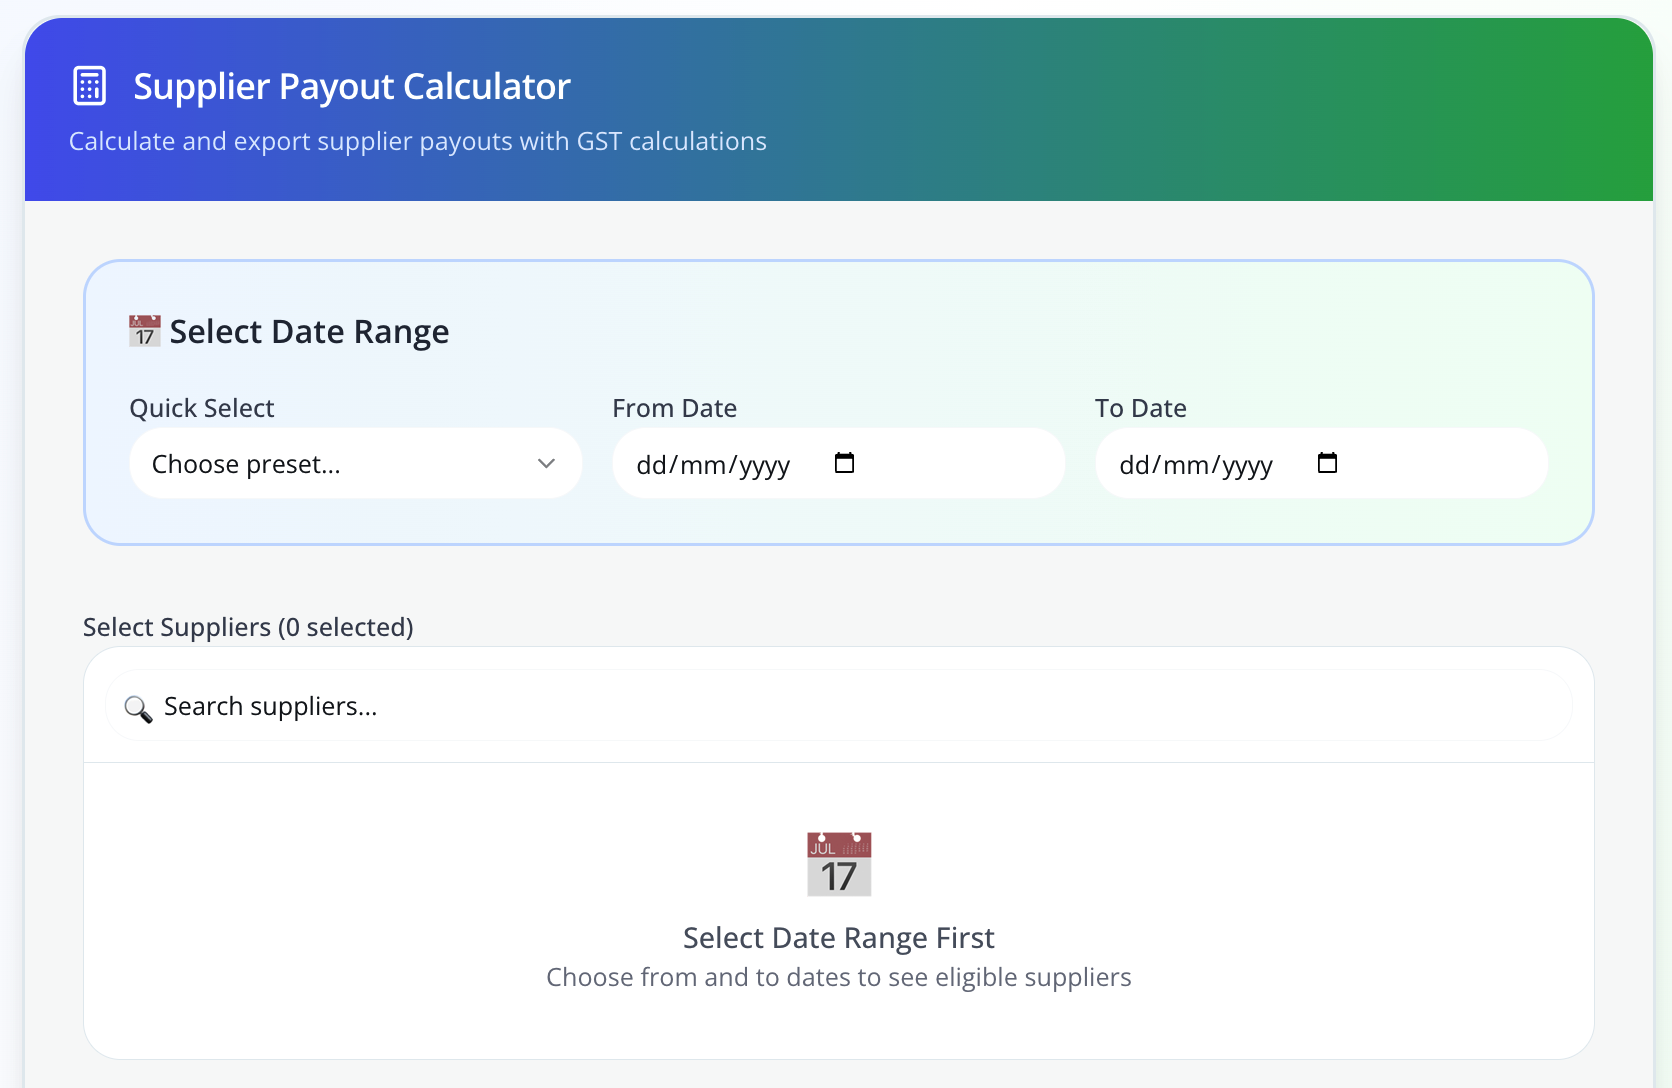 Supplier Payout Calculator
Calculate and export supplier payouts with GST calculations
📅 Select Date Range
Quick Select
From Date
To Date
Choose preset...
dd/mm/yyyy
dd/mm/yyyy
Select Suppliers (0 selected)
🔍 Search suppliers...
JUL
17
Select Date Range First
Choose from and to dates to see eligible suppliers